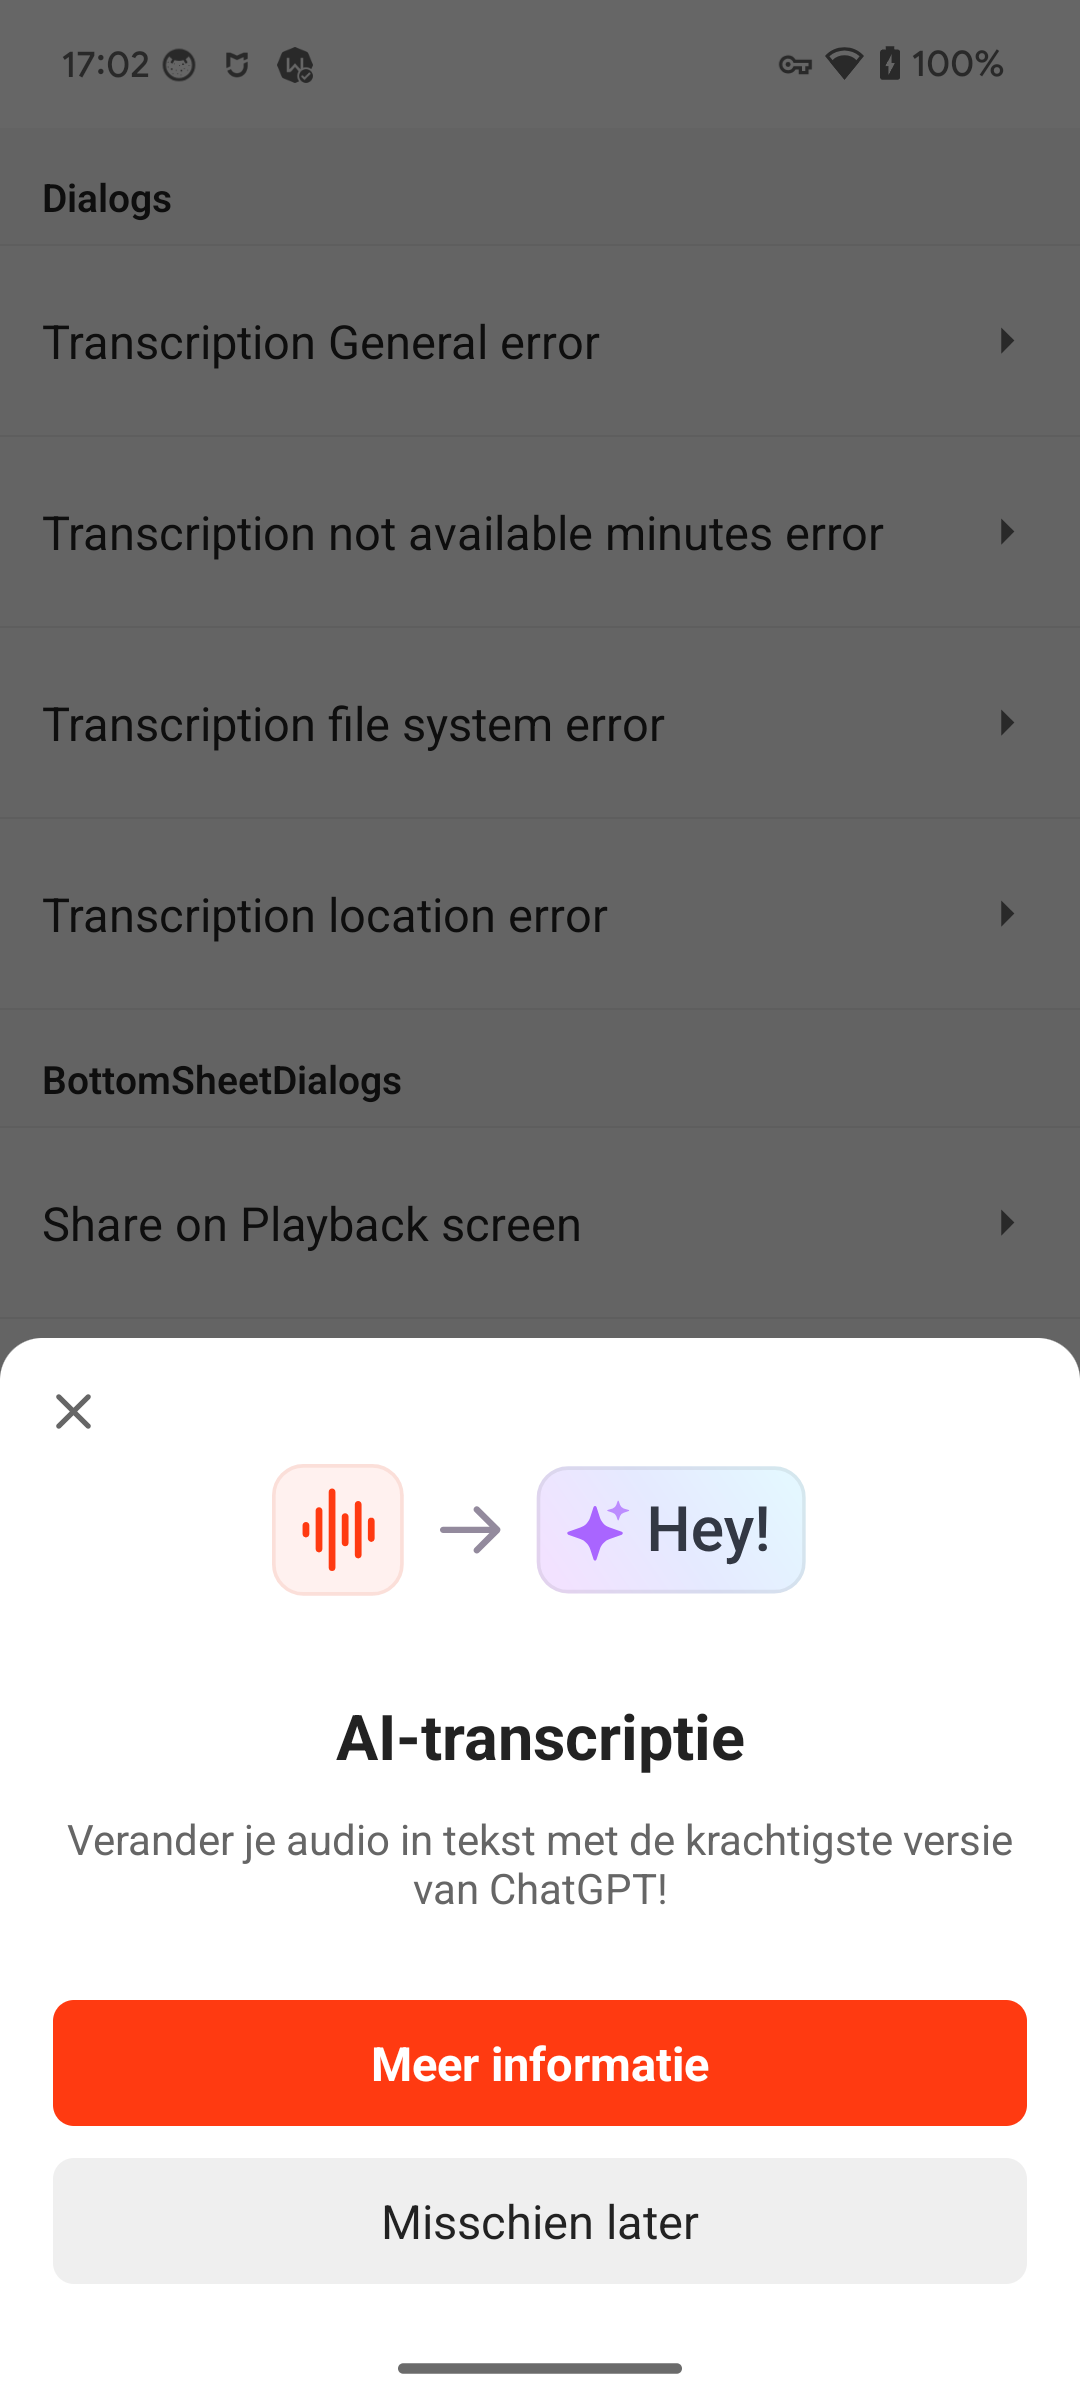 17:02
100%
Dialogs
Transcription General error
Transcription not available minutes error
Transcription file system error
Transcription location error
BottomSheetDialogs
Share on Playback screen
Hey!
AI-transcriptie
Verander je audio in tekst met de krachtigste versie
van ChatGPT!
Meer informatie
Misschien later